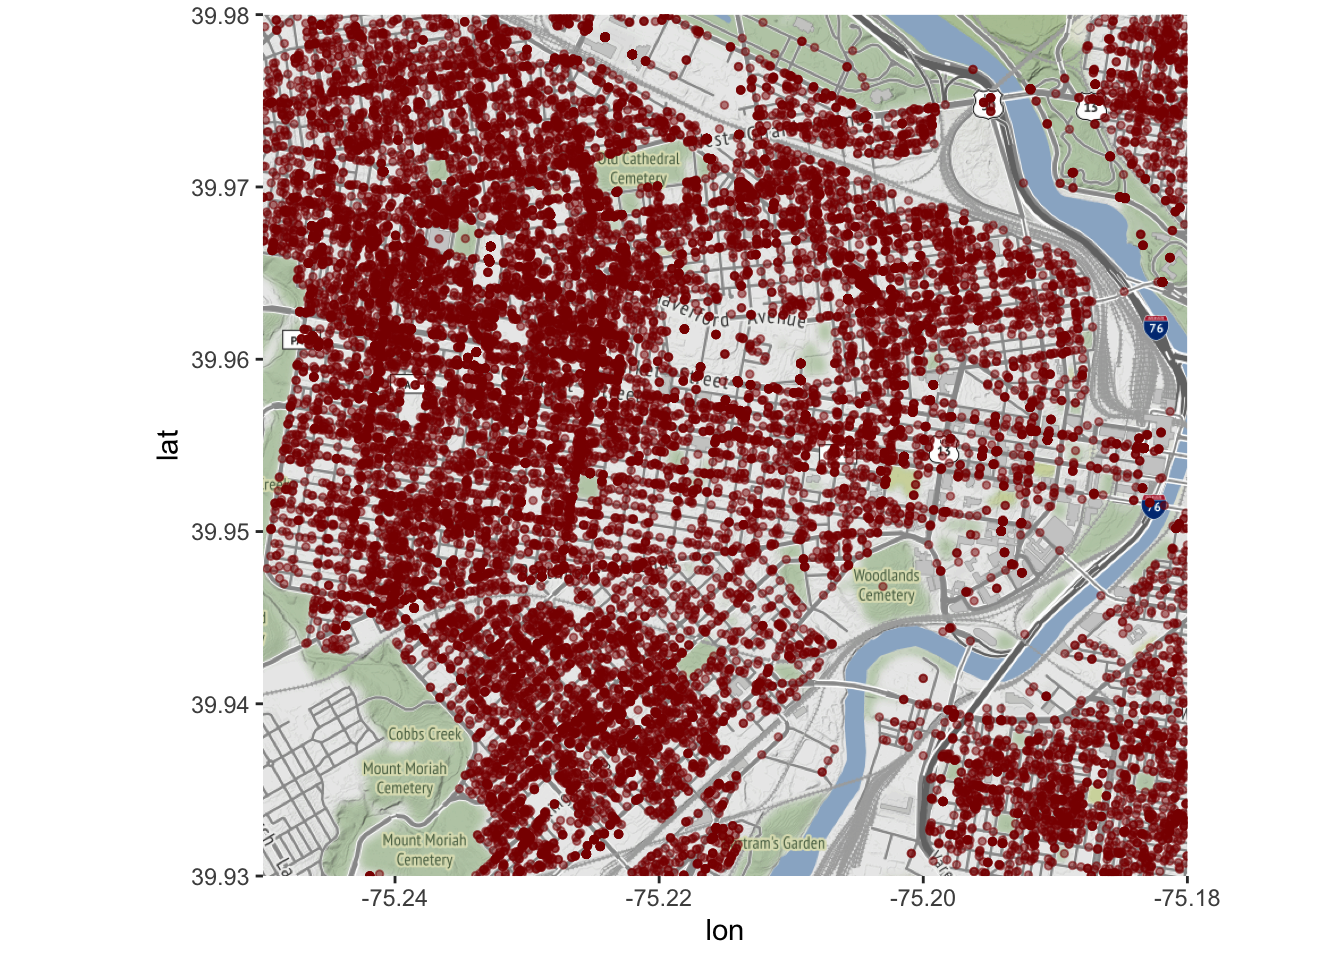 39.98
39.97
39.96
39.95
39.94
39.93
lat
Old Cathedral
Cemetery
Avenue
76
13
76
Woodlands
Cemetery
Cobbs Creek
Mount Moriah
Cemetery
Mount Moriah
Cemetery
tram's Garden
-75.24
-75.22
-75.20
-75.18
lon